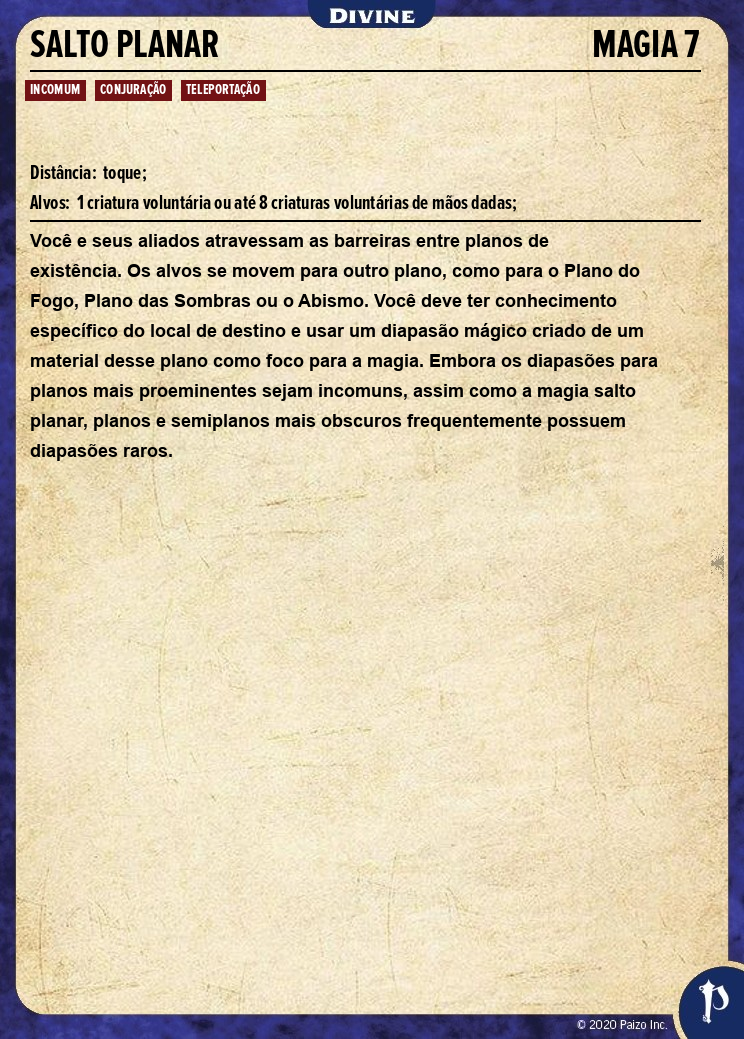 DIVINE
SALTO PLANAR MAGIA 7
INCOMUM CONJURAÇÃO TELEPORTAÇÃO
Distância: toque;
Alvos: 1 criatura voluntária ou até 8 criaturas voluntárias de mãos dadas;
Você e seus aliados atravessam as barreiras entre planos de
existência. Os alvos se movem para outro plano, como para o Plano do
Fogo, Plano das Sombras ou o Abismo. Você deve ter conhecimento
específico do local de destino e usar um diapasão mágico criado de um
material desse plano como foco para a magia. Embora os diapasões para
planos mais proeminentes sejam incomuns, assim como a magia salto
planar, planos e semiplanos mais obscuros frequentemente possuem
diapasões raros.
© 2020 Paizo Inc.